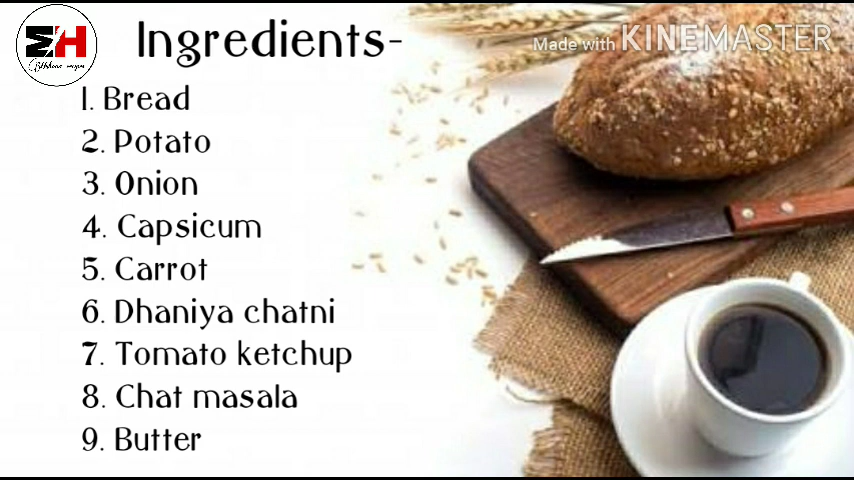 Ingredients-
Made with KINEMASTER
1. Bread
2. Potato
3. Onion
4. Capsicum
5. Carrot
6. Dhaniya chatni
7. Tomato ketchup
8. Chat masala
9. Butter